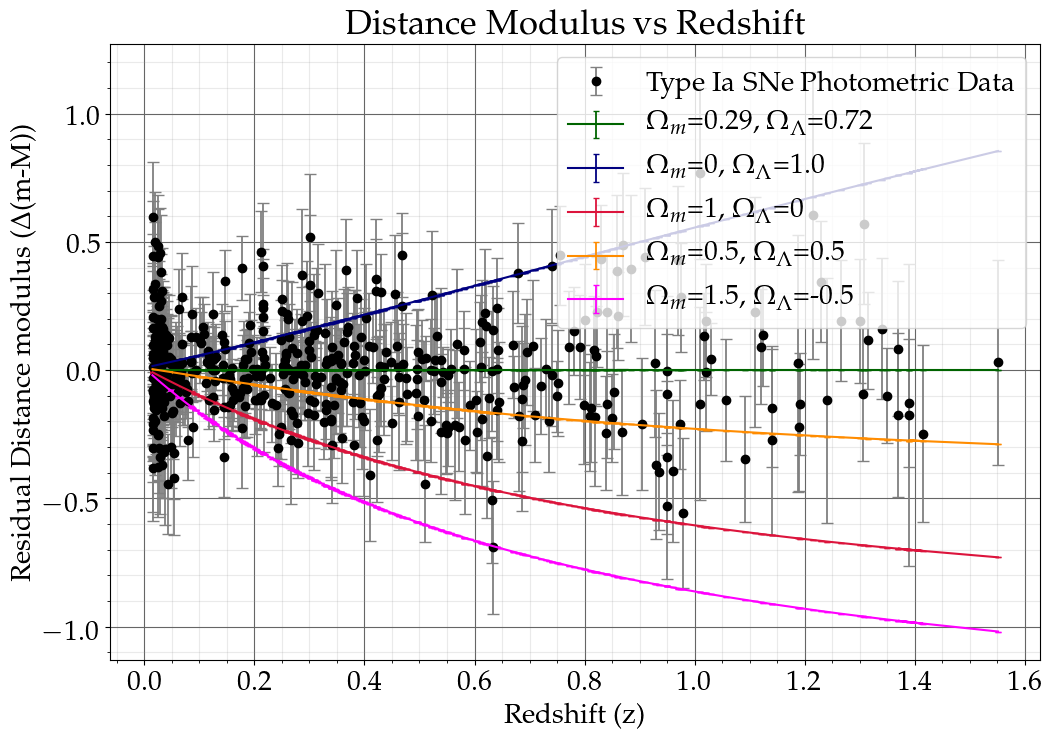 Distance Modulus vs Redshift
Residual Distance modulus (Δ(m-M))
1.0
0.5
0.0
−0.5
−1.0
Type Ia SNe Photometric Data
Ωm=0.29, ΩΛ=0.72
Ωm=0, ΩΛ=1.0
Ωm=1, ΩΛ=0
Ωm=0.5, ΩΛ=0.5
Ωm=1.5, ΩΛ=-0.5
0.0 0.2 0.4 0.6 0.8 1.0 1.2 1.4 1.6
Redshift (z)